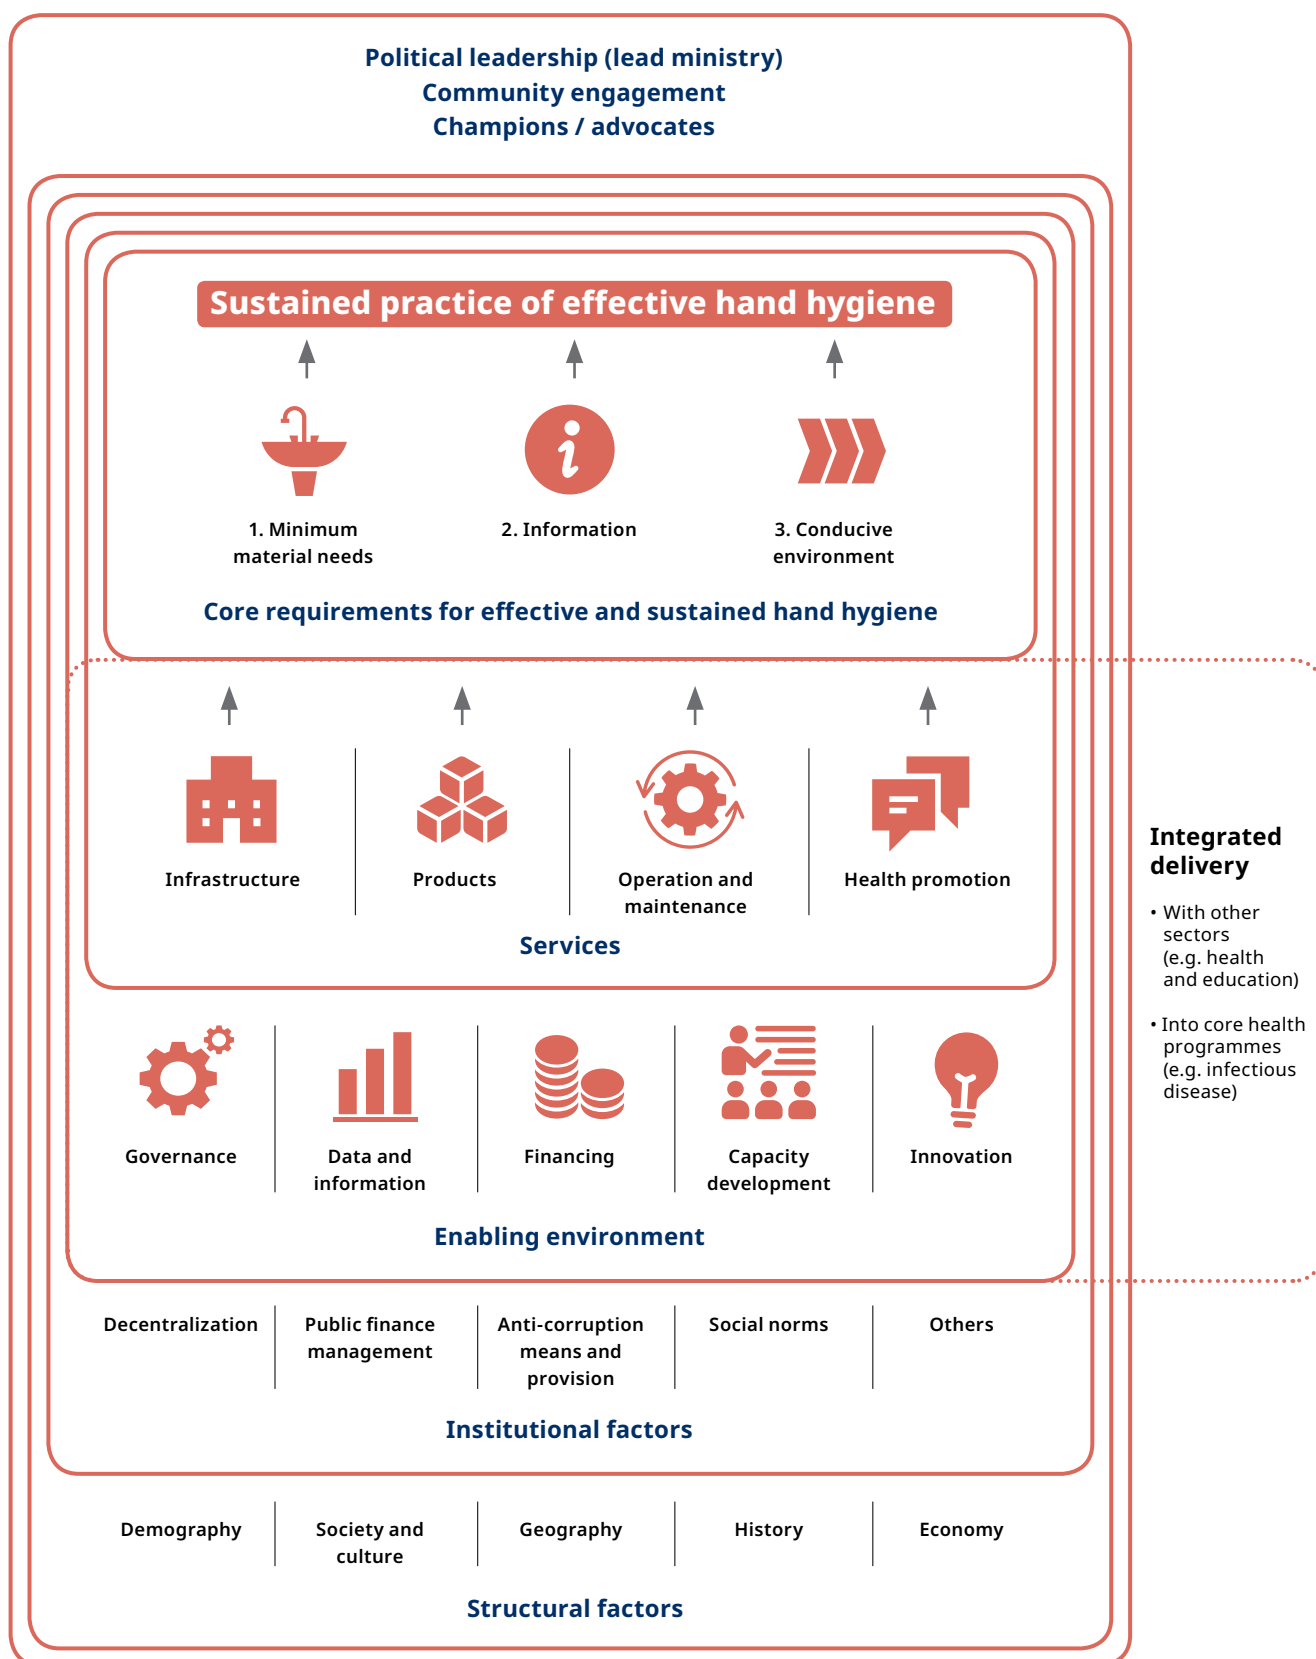 Political leadership (lead ministry)
Community engagement
Champions / advocates
Sustained practice of effective hand hygiene
1. Minimum
material needs
2. Information
3. Conducive
environment
Core requirements for effective and sustained hand hygiene
Infrastructure
Products
Operation and
maintenance
Health promotion
Services
Governance
Data and
information
Financing
Capacity
development
Innovation
Enabling environment
Integrated
delivery
• With other
sectors
(e.g. health
and education)
• Into core health
programmes
(e.g. infectious
disease)
Decentralization
Public finance
management
Anti-corruption
means and
provision
Social norms
Others
Institutional factors
Demography
Society and
culture
Geography
History
Economy
Structural factors